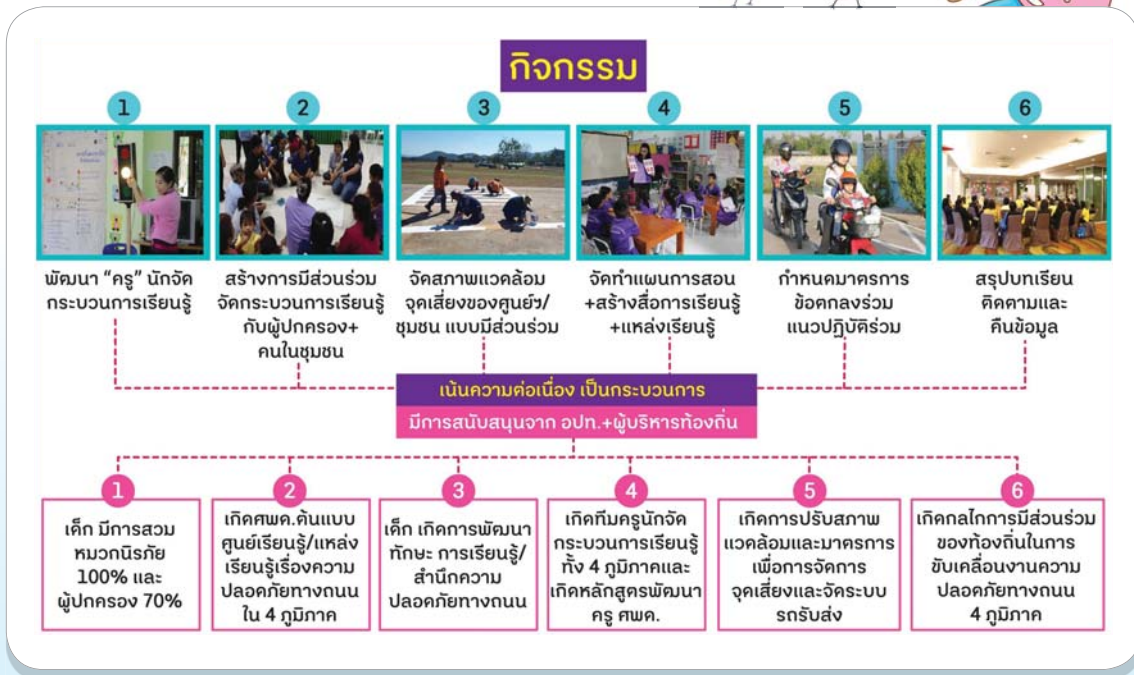 กิจกรรม
1
2
3
4
5
6
พัฒนา “ครู” นักจัด
กระบวนการเรียนรู้
สร้างการมีส่วนร่วม
จัดกระบวนการเรียนรู้
กับผู้ปกครอง+
คนในชุมชน
จัดสภาพแวดล้อม
จุดเสี่ยงของศูนย์ฯ/
ชุมชน แบบมีส่วนร่วม
จัดทำแผนการสอน
+สร้างสื่อการเรียนรู้
+แหล่งเรียนรู้
กำหนดมาตรการ
ข้อตกลงร่วม
แนวปฏิบัติร่วม
สรุปบทเรียน
ติดตามและ
คืนข้อมูล
เน้นความต่อเนื่อง เป็นกระบวนการ
มีการสนับสนุนจาก อปท.+ผู้บริหารท้องถิ่น
1
2
3
4
5
6
เด็ก มีการสวม
หมวกนิรภัย
100% และ
ผู้ปกครอง 70%
เกิดศพด.ต้นแบบ
ศูนย์เรียนรู้/แหล่ง
เรียนรู้เรื่องความ
ปลอดภัยทางถนน
ใน 4 ภูมิภาค
เด็ก เกิดการพัฒนา
ทักษะ การเรียนรู้/
สำนึกความ
ปลอดภัยทางถนน
เกิดทีมครูนักจัด
กระบวนการเรียนรู้
ทั้ง 4 ภูมิภาคและ
เกิดหลักสูตรพัฒนา
ครู ศพด.
เกิดการปรับสภาพ
แวดล้อมและมาตรการ
เพื่อการจัดการ
จุดเสี่ยงและจัดระบบ
รถรับส่ง
เกิดกลไกการมีส่วนร่วม
ของท้องถิ่นในการ
ขับเคลื่อนงานความ
ปลอดภัยทางถนน
4 ภูมิภาค